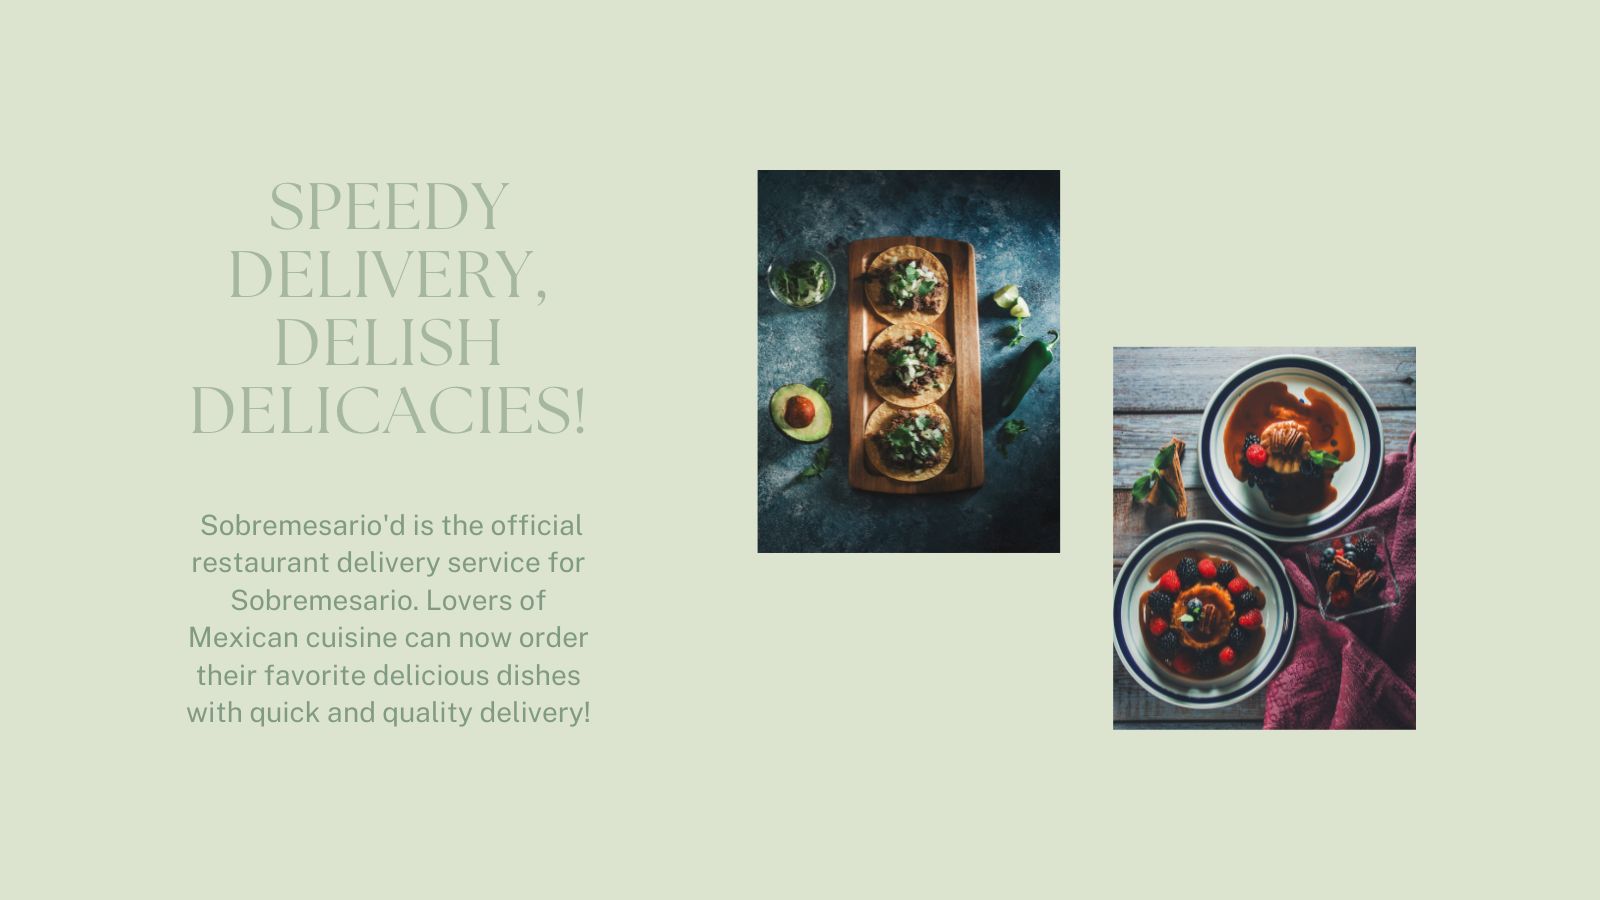 SPEEDY
DELIVERY,
DELISH
DELICACIES!
Sobremesario'd is the official
restaurant delivery service for
Sobremesario. Lovers of
Mexican cuisine can now order
their favorite delicious dishes
with quick and quality delivery!